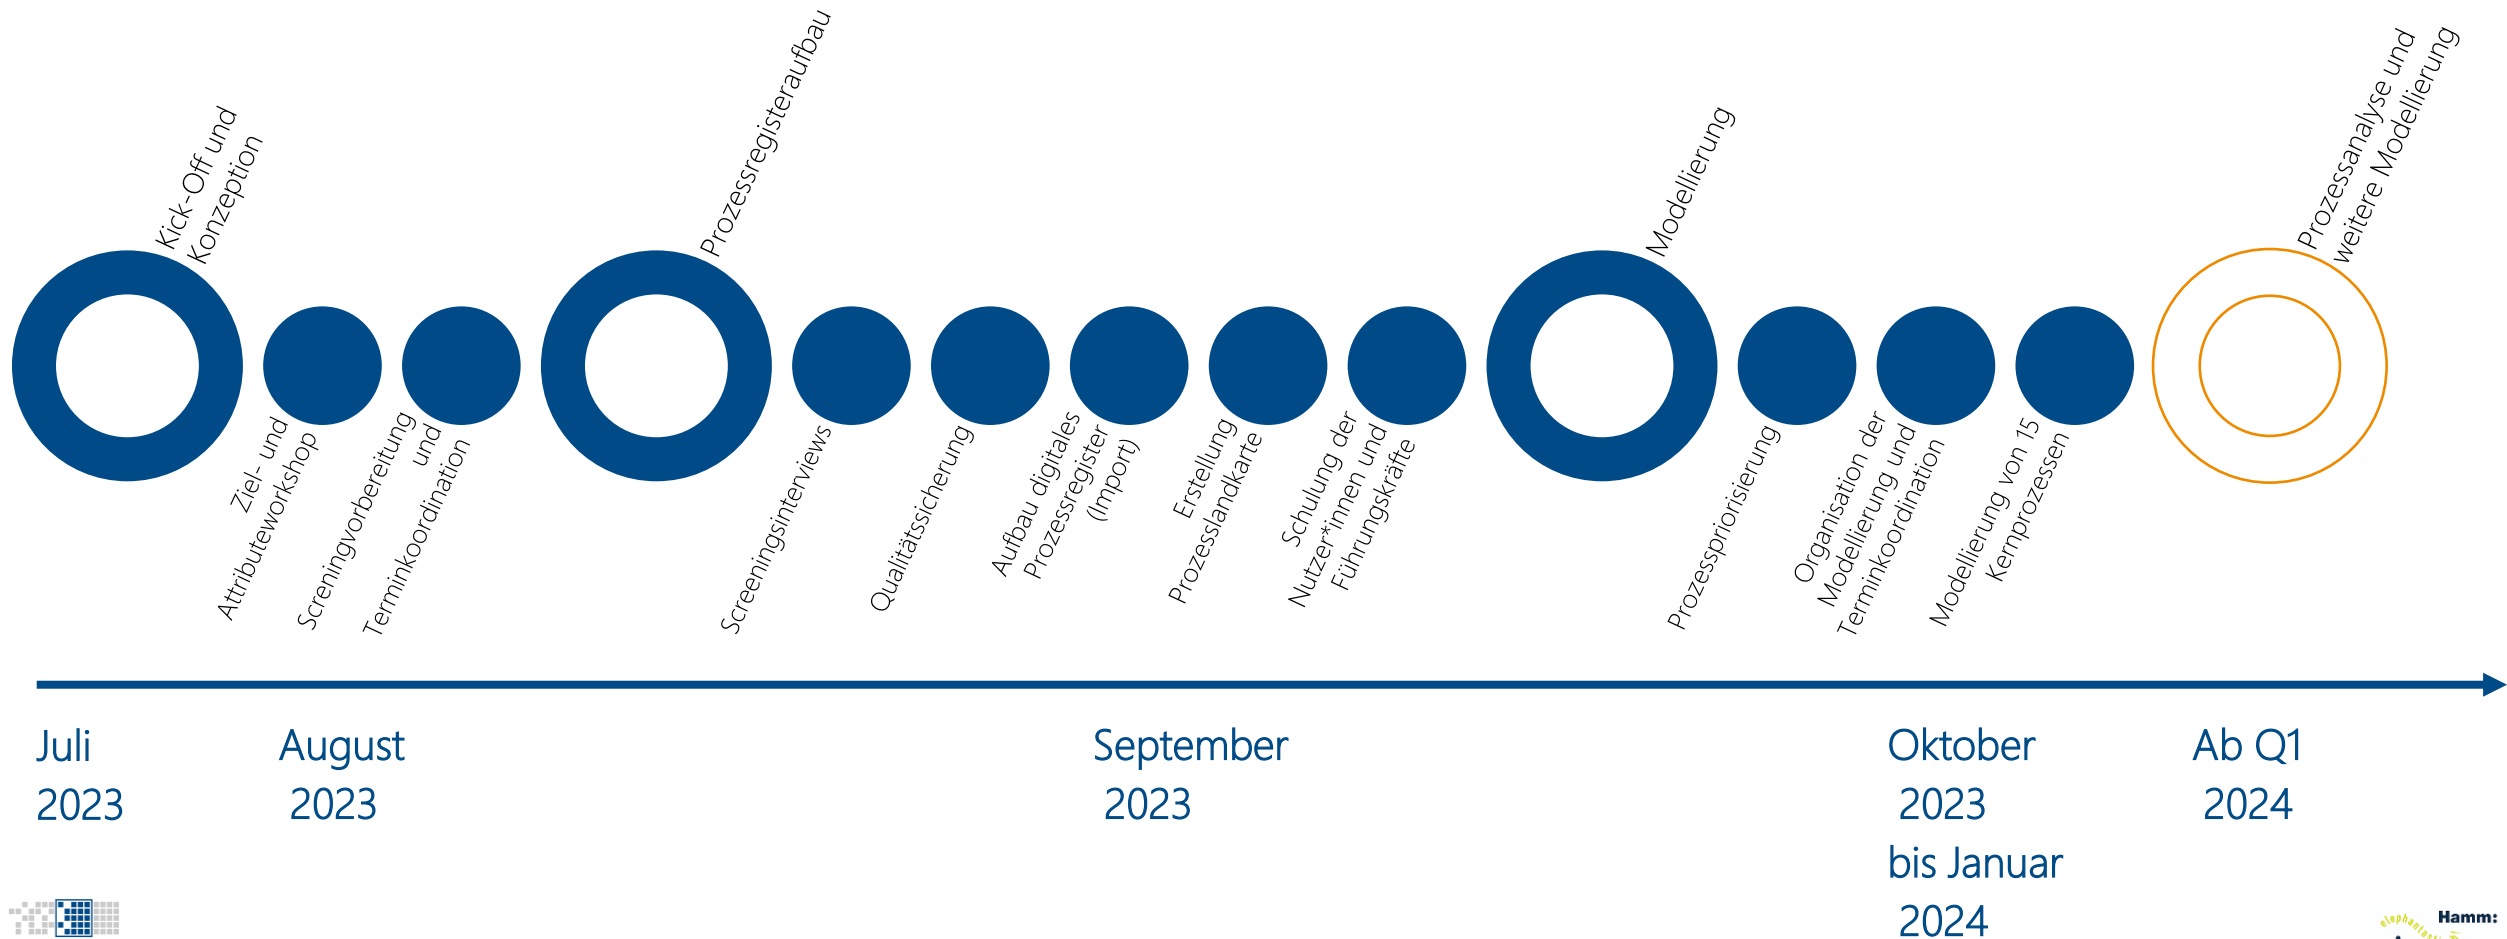 Kick-Off und
Konzeption
Ziel- und
Attributeworkshop
Screningvorbereitung
und
Terminkoordination
Prozessregisteraufbau
Screeningsinterviews
Qualitätssicherung
Aufbau digitales
Prozessregister
(Import)
Erstellung
Prozesslandkarte
Schulung der
Nutzer*innen und
Führungskräfte
Modellierung
Prozesspriorisierung
Organisation der
Modellierung und
Terminkoordination
Modellierung von 15
Kernprozessen
Prozessanalyse und
weitere Modellierung
Juli
2023
August
2023
September
2023
Oktober
2023
bis Januar
2024
Ab Q1
2024
Hamm: